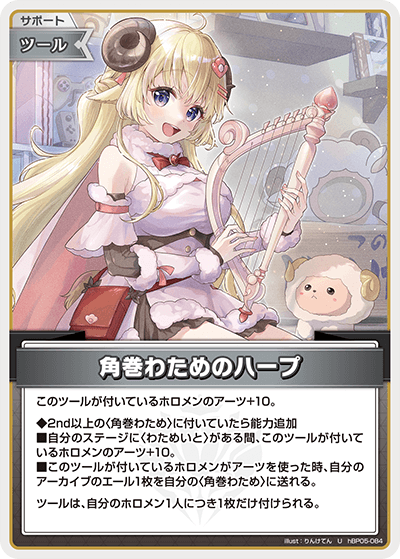 サポート
ツール
角巻わためのハープ
このツールが付いているホロメンのアーツ+10。
◆2nd以上の〈角巻わため〉に付いていたら能力追加
■自分のステージに〈わためいと〉がある間、このツールが付いて
いるホロメンのアーツ+10。
■このツールが付いているホロメンがアーツを使った時、自分の
アーカイブのエール1枚を自分の〈角巻わため〉に送れる。
ツールは、自分のホロメン1人につき1枚だけ付けられる。
illust：りんけてん U hBP05-084